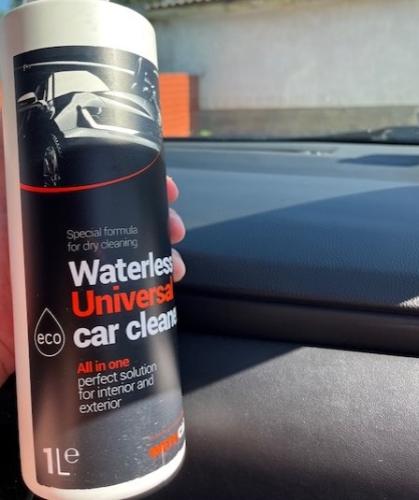 Special formula
for dry cleaning
Waterless
Universal
car cleane
eco
All in one
perfect solution
for interior and
exterior
1L e